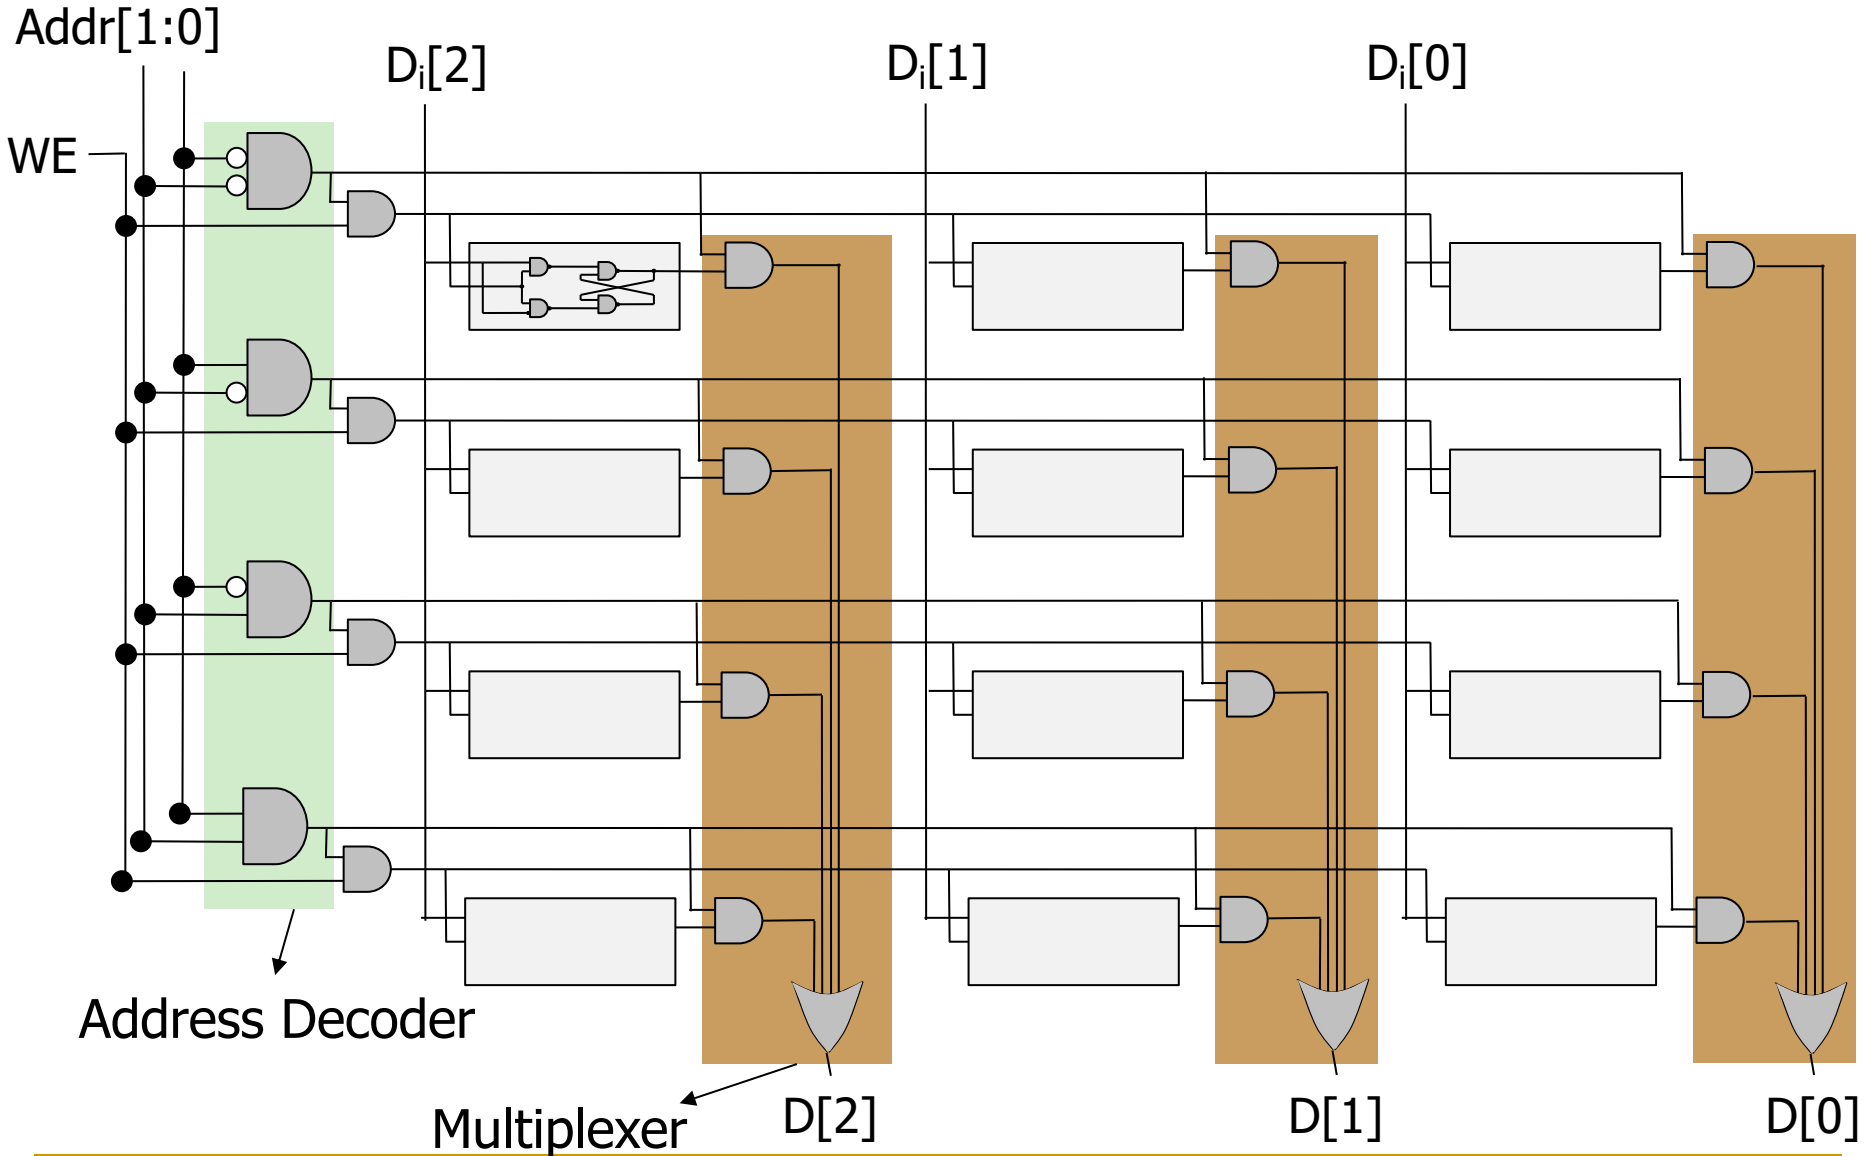 Addr[1:0]
Di[2]
Di[1]
Di[0]
WE
Address Decoder
Multiplexer
D[2]
D[1]
D[0]